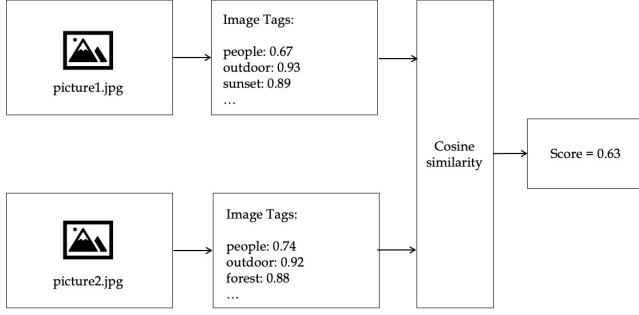 picture1.jpg
Image Tags:
people: 0.67
outdoor: 0.93
sunset: 0.89
…
Cosine
similarity
Score = 0.63
picture2.jpg
Image Tags:
people: 0.74
outdoor: 0.92
forest: 0.88
…